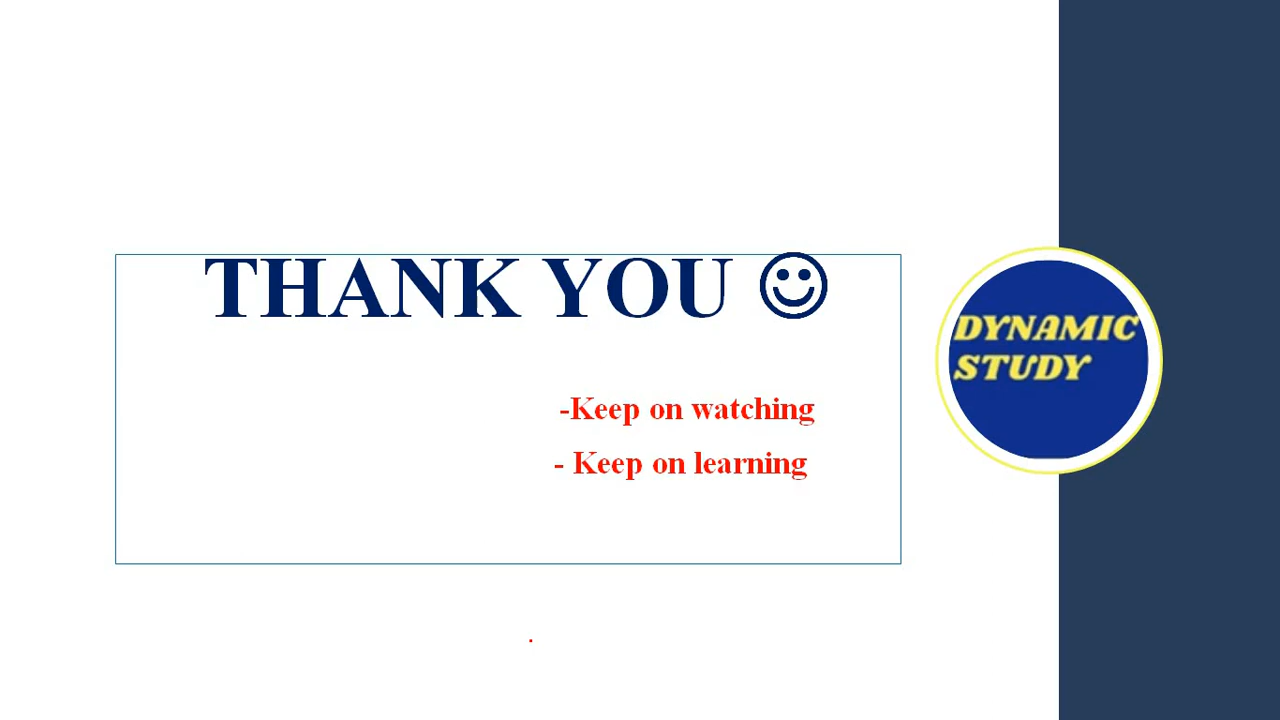 THANK YOU ☺
-Keep on watching
- Keep on learning
DYNAMIC
STUDY
.